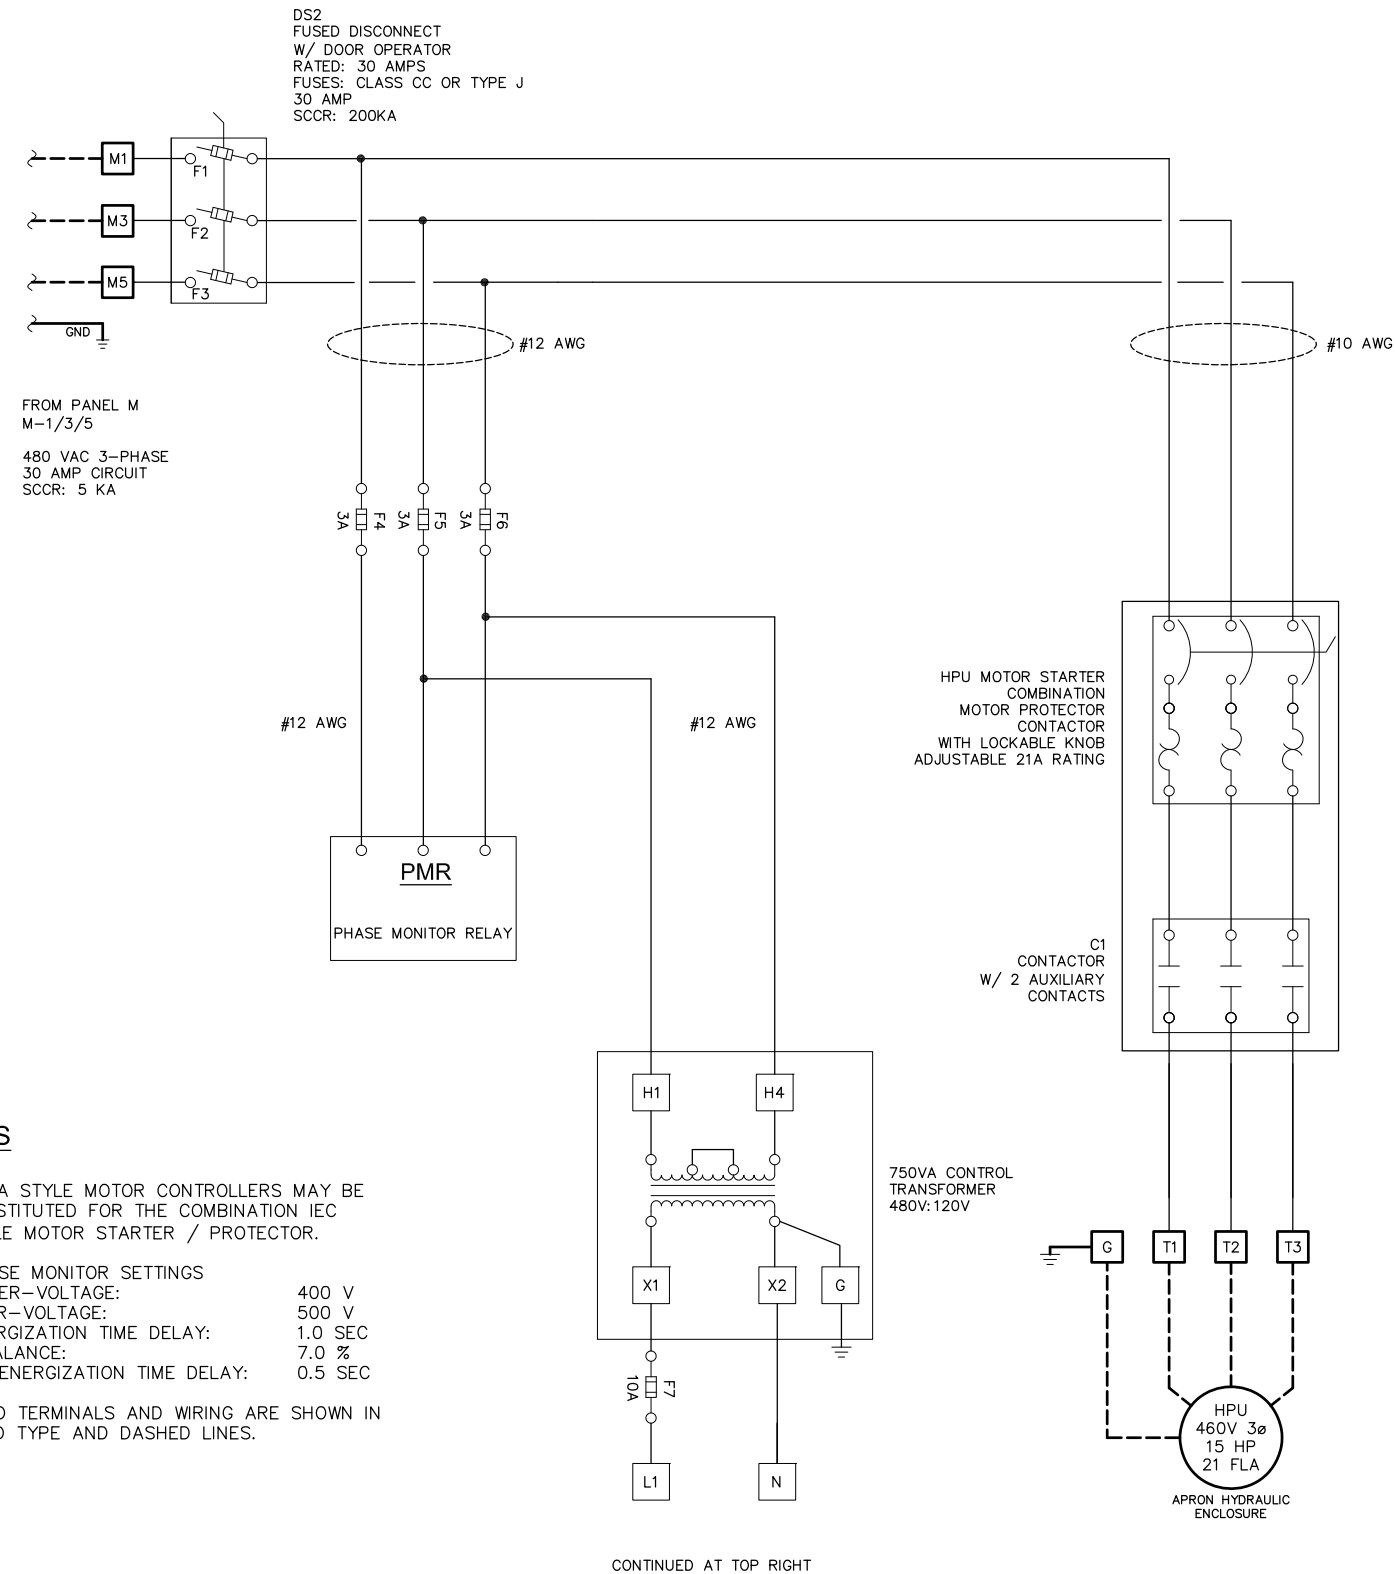 DS2
FUSED DISCONNECT
W/ DOOR OPERATOR
RATED: 30 AMPS
FUSES: CLASS CC OR TYPE J
30 AMP
SCCR: 200KA
M1
F1
M3
F2
M5
F3
GND
#12 AWG
#10 AWG
FROM PANEL M
M-1/3/5
480 VAC 3-PHASE
30 AMP CIRCUIT
SCCR: 5 KA
3A
F4
3A
F5
3A
F6
HPU MOTOR STARTER
COMBINATION
MOTOR PROTECTOR
CONTACTOR
WITH LOCKABLE KNOB
ADJUSTABLE 21A RATING
#12 AWG
#12 AWG
PMR
PHASE MONITOR RELAY
C1
CONTACTOR
W/ 2 AUXILIARY
CONTACTS
H1
H4
750VA CONTROL
TRANSFORMER
480V:120V
X1
X2
G
10A
F7
L1
N
G
T1
T2
T3
HPU
460V 3ø
15 HP
21 FLA
APRON HYDRAULIC
ENCLOSURE
S
A STYLE MOTOR CONTROLLERS MAY BE
STITUTED FOR THE COMBINATION IEC
LE MOTOR STARTER / PROTECTOR.
SE MONITOR SETTINGS
ER-VOLTAGE: 400 V
R-VOLTAGE: 500 V
RGIZATION TIME DELAY: 1.0 SEC
ALANCE: 7.0 %
ENERGIZATION TIME DELAY: 0.5 SEC
D TERMINALS AND WIRING ARE SHOWN IN
D TYPE AND DASHED LINES.
CONTINUED AT TOP RIGHT